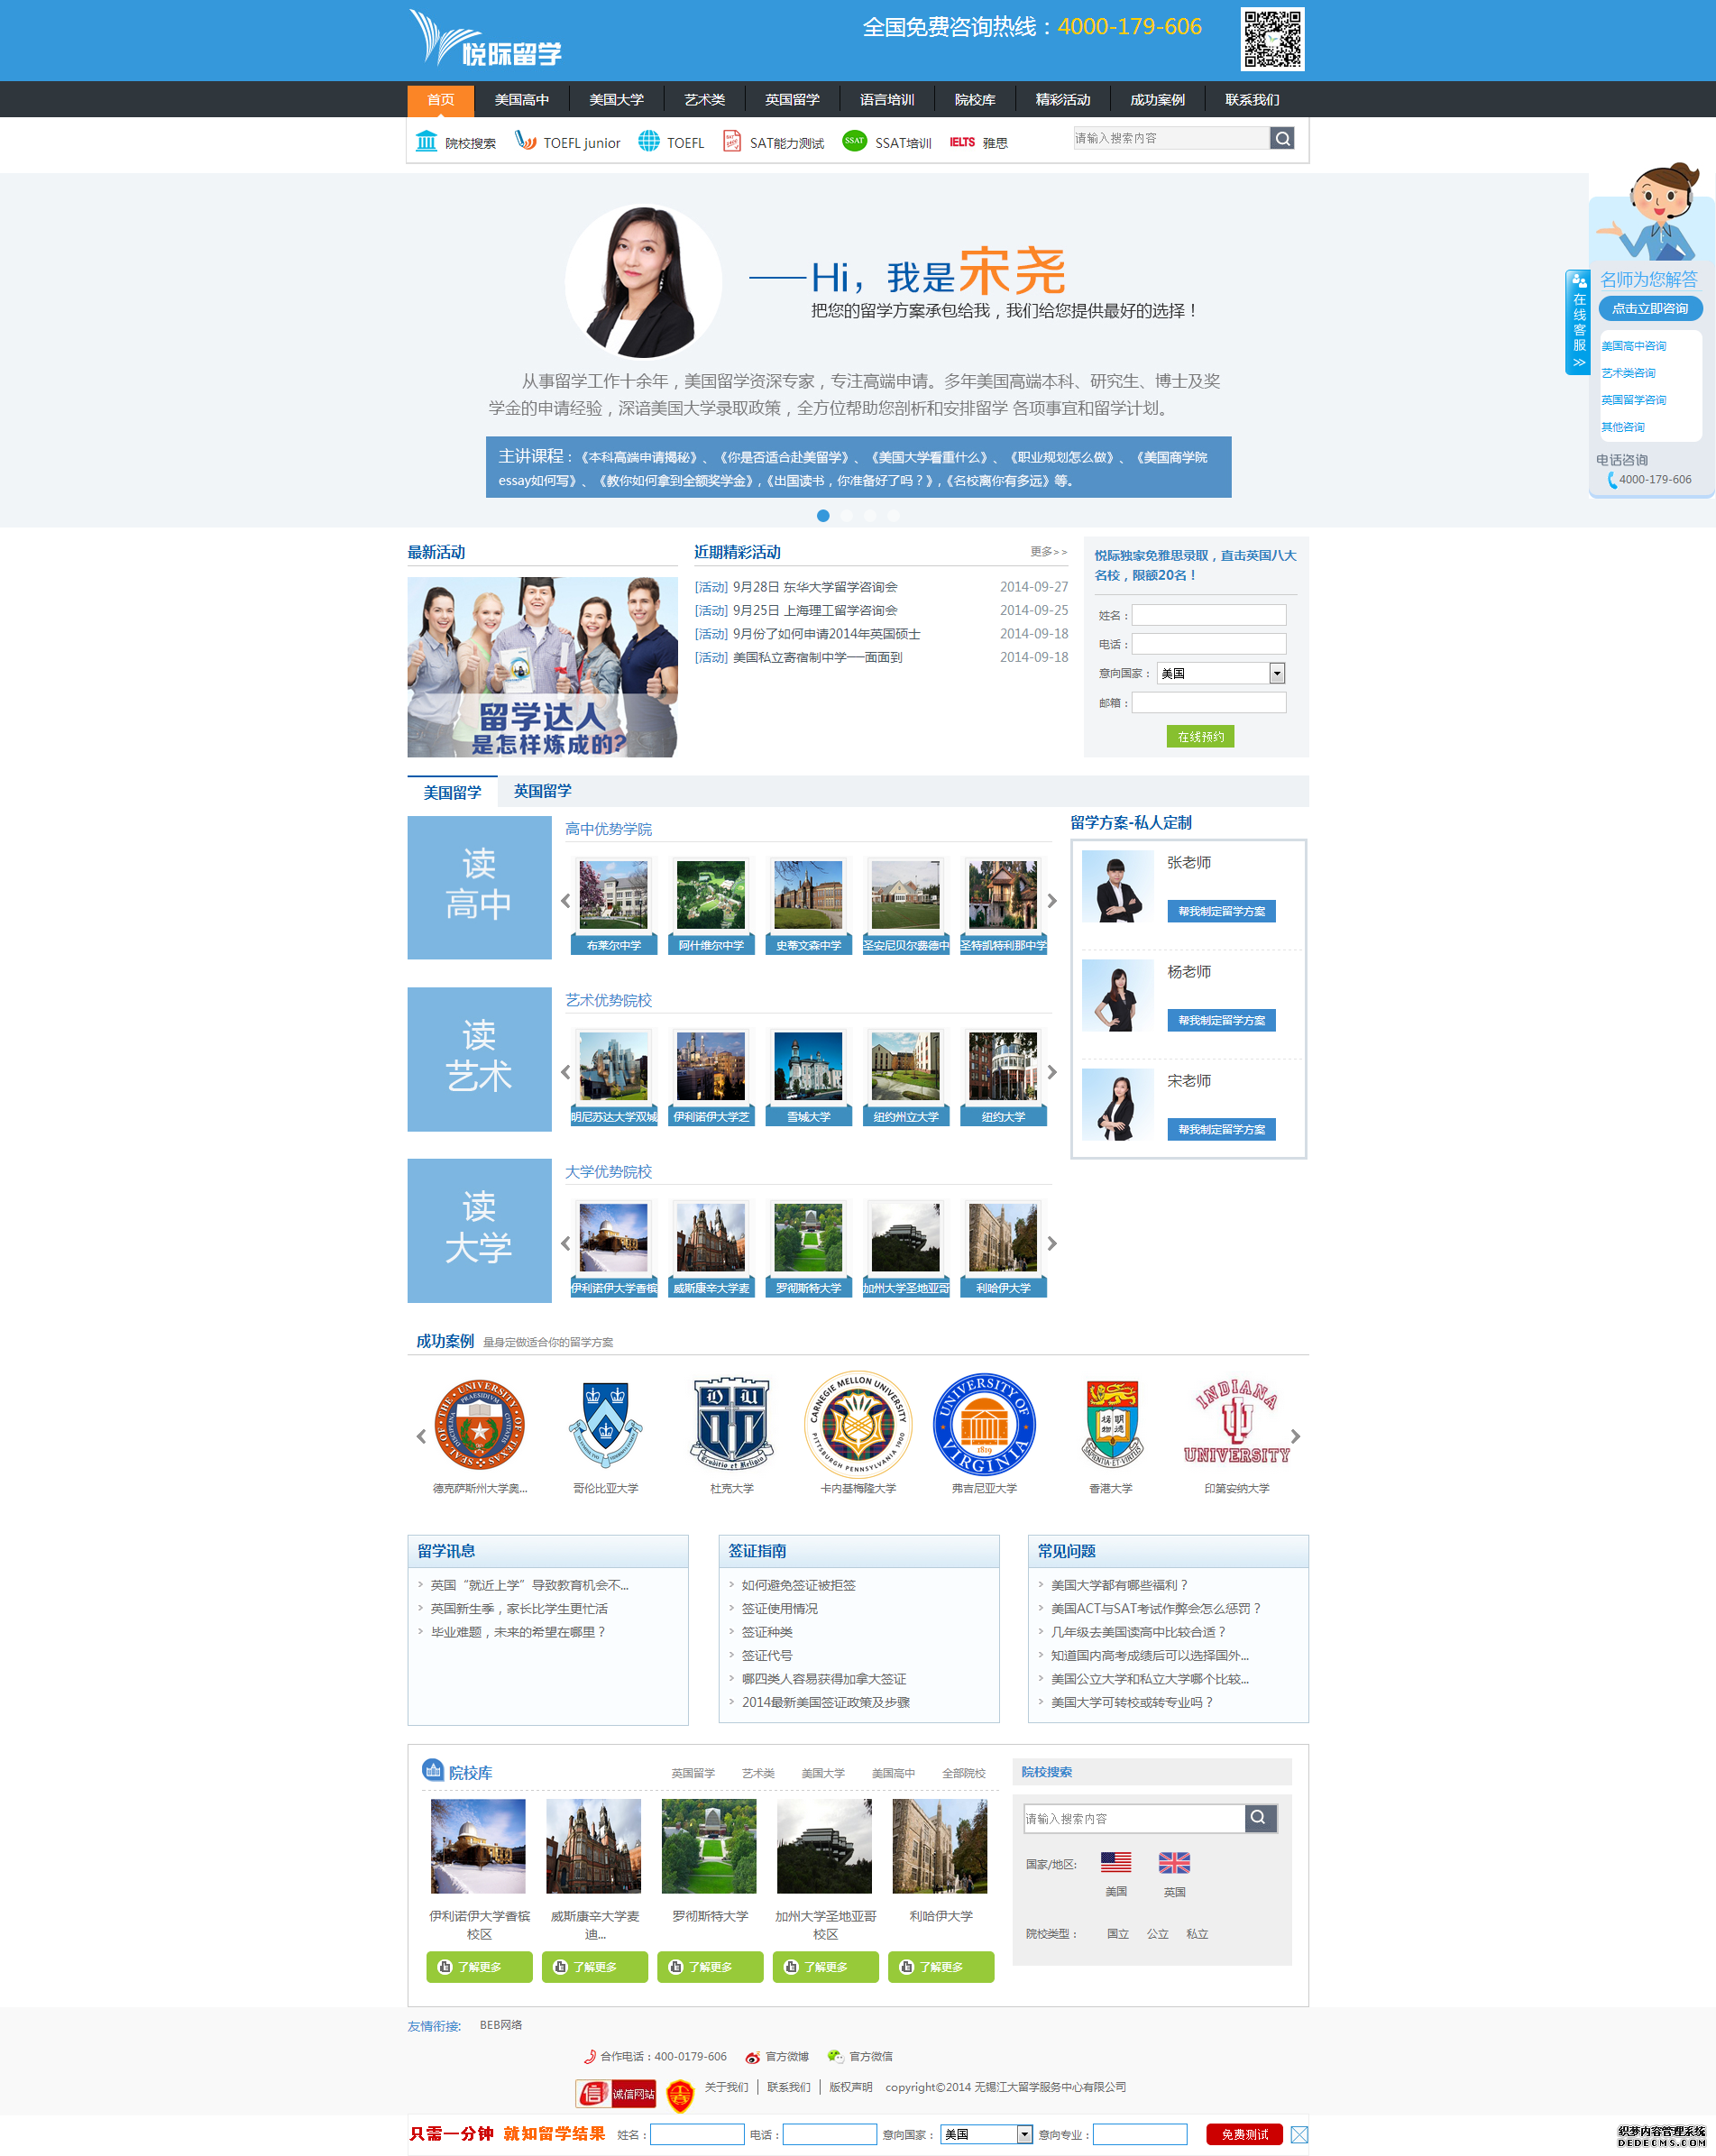 悦际留学
全国免费咨询热线：4000-179-606
首页 美国高中 美国大学 艺术类 英国留学 语言培训 院校库 精彩活动 成功案例 联系我们
院校搜索 TOEFL junior TOEFL SAT能力测试 SSAT SSAT培训 IELTS 雅思 请输入搜索内容
Hi，我是宋尧
把您的留学方案承包给我，我们给您提供最好的选择！
从事留学工作十余年，美国留学资深专家，专注高端申请。多年美国高端本科、研究生、博士及奖
学金的申请经验，深谙美国大学录取政策，全方位帮助您剖析和安排留学 各项事宜和留学计划。
主讲课程：《本科高端申请揭秘》、《你是否适合赴美留学》、《美国大学看重什么》、《职业规划怎么做》、《美国商学院
essay如何写》、《教你如何拿到全额奖学金》,《出国读书，你准备好了吗？》,《名校离你有多远》等。
在线客服
>>
名师为您解答
点击立即咨询
美国高中咨询
艺术类咨询
英国留学咨询
其他咨询
电话咨询
4000-179-606
最新活动
留学达人
是怎样炼成的?
近期精彩活动 更多>>
[活动] 9月28日 东华大学留学咨询会 2014-09-27
[活动] 9月25日 上海理工留学咨询会 2014-09-25
[活动] 9月份了如何申请2014年英国硕士 2014-09-18
[活动] 美国私立寄宿制中学——面面到 2014-09-18
悦际独家免雅思录取，直击英国八大
名校，限额20名！
姓名：
电话：
意向国家： 美国
邮箱：
在线预约
美国留学 英国留学
读
高中
高中优势学院
布莱尔中学 阿什维尔中学 史蒂文森中学 圣安尼贝尔赉德中 圣特凯特利那中学
读
艺术
艺术优势院校
明尼苏达大学双城 伊利诺伊大学芝 雪城大学 纽约州立大学 纽约大学
读
大学
大学优势院校
伊利诺伊大学香槟 威斯康辛大学麦 罗彻斯特大学 加州大学圣地亚哥 利哈伊大学
留学方案-私人定制
张老师
帮我制定留学方案
杨老师
帮我制定留学方案
宋老师
帮我制定留学方案
成功案例 量身定做适合你的留学方案
SEAL OF THE UNIVERSITY OF TEXAS
CARNEGIE MELLON UNIVERSITY
PITTSBURGH PENNSYLVANIA 1900
UNIVERSITY OF VIRGINIA
1819
INDIANA
UNIVERSITY
德克萨斯州大学奥... 哥伦比亚大学 杜克大学 卡内基梅隆大学 弗吉尼亚大学 香港大学 印第安纳大学
留学讯息
英国“就近上学”导致教育机会不...
英国新生季，家长比学生更忙活
毕业难题，未来的希望在哪里？
签证指南
如何避免签证被拒签
签证使用情况
签证种类
签证代号
哪四类人容易获得加拿大签证
2014最新美国签证政策及步骤
常见问题
美国大学都有哪些福利？
美国ACT与SAT考试作弊会怎么惩罚？
几年级去美国读高中比较合适？
知道国内高考成绩后可以选择国外...
美国公立大学和私立大学哪个比较...
美国大学可转校或转专业吗？
院校库 英国留学 艺术类 美国大学 美国高中 全部院校
伊利诺伊大学香槟校区 威斯康辛大学麦迪... 罗彻斯特大学 加州大学圣地亚哥校区 利哈伊大学
了解更多 了解更多 了解更多 了解更多 了解更多
院校搜索
请输入搜索内容
国家/地区: 美国 英国
院校类型： 国立 公立 私立
友情衔接: BEB网络
合作电话：400-0179-606 官方微博 官方微信
信 诚信网站 关于我们 联系我们 版权声明 copyright©2014 无锡江大留学服务中心有限公司
只需一分钟 就知留学结果 姓名： 电话： 意向国家： 美国 意向专业： 免费测试
织梦内容管理系统
DEDECMS.COM